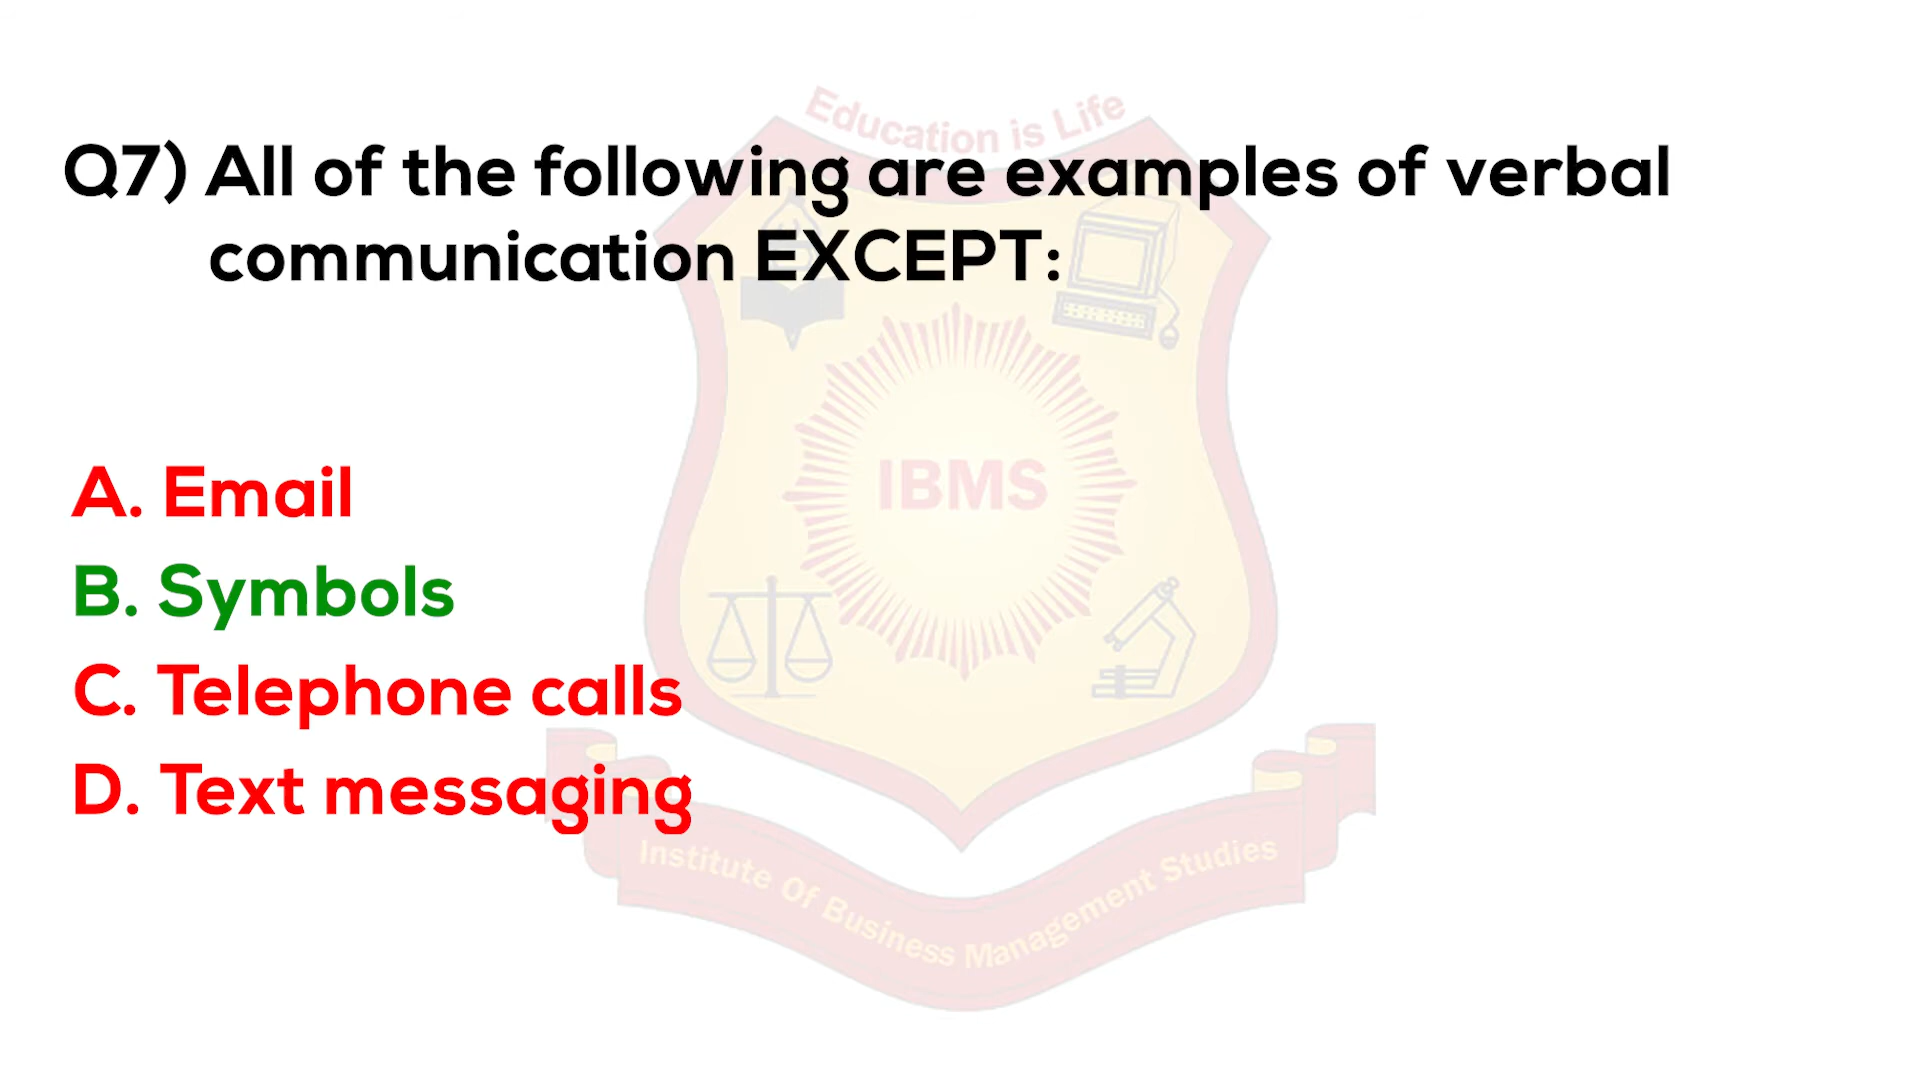 Education is Life
Q7) All of the following are examples of verbal
communication EXCEPT:
IBMS
A. Email
B. Symbols
C. Telephone calls
D. Text messaging
Institute Of Business Management Studies